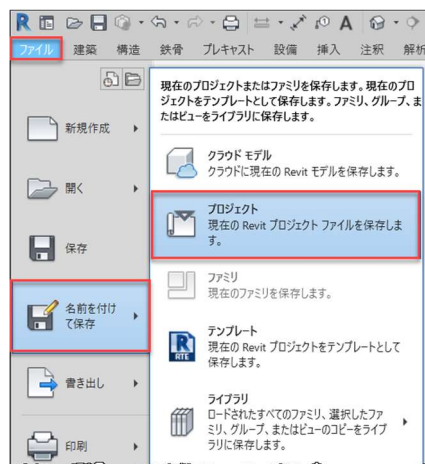 ファイル 建築 構造 鉄骨 プレキャスト 設備 挿入 注釈 解析
現在のプロジェクトまたはファミリを保存します。現在のプロ
ジェクトをテンプレートとして保存します。ファミリ、グループ、ま
たはビューをライブラリに保存します。
新規作成
開く
保存
名前を付け
て保存
書き出し
印刷
クラウド モデル
クラウドに現在の Revit モデルを保存します。
プロジェクト
現在の Revit プロジェクト ファイルを保存しま
す。
ファミリ
現在のファミリを保存します。
テンプレート
現在の Revit プロジェクトをテンプレートとして
保存します。
RTE
ライブラリ
ロードされたすべてのファミリ、選択したファ
ミリ、グループ、またはビューのコピーをライブ
ラリに保存します。